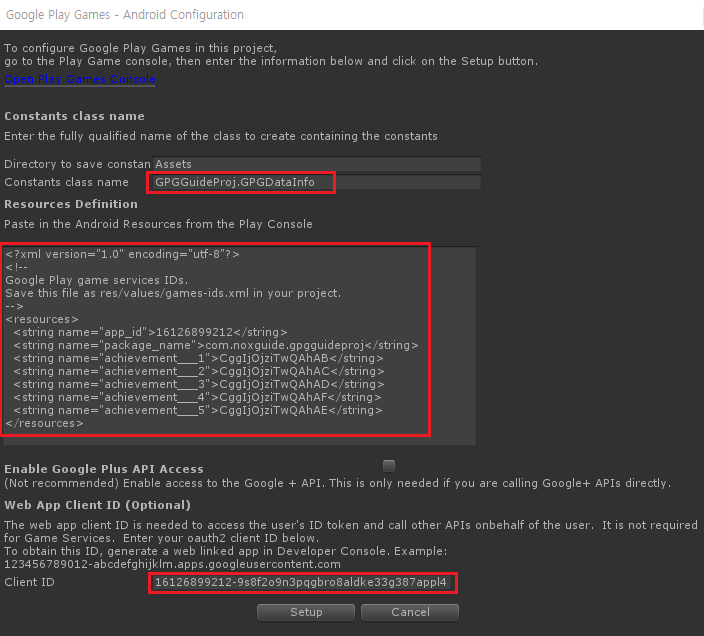 Google Play Games - Android Configuration
To configure Google Play Games in this project,
go to the Play Game console, then enter the information below and click on the Setup button.
Open Play Games Console
Constants class name
Enter the fully qualified name of the class to create containing the constants
Directory to save constan Assets
Constants class name GPGGuideProj.GPGDataInfo
Resources Definition
Paste in the Android Resources from the Play Console
<?xml version="1.0" encoding="utf-8"?>
<!--
Google Play game services IDs.
Save this file as res/values/games-ids.xml in your project.
-->
<resources>
<string name="app_id">16126899212</string>
<string name="package_name">com.noxguide.gpgguideproj</string>
<string name="achievement___1">CggIjOjziTwQAhAB</string>
<string name="achievement___2">CggIjOjziTwQAhAC</string>
<string name="achievement___3">CggIjOjziTwQAhAD</string>
<string name="achievement___4">CggIjOjziTwQAhAF</string>
<string name="achievement___5">CggIjOjziTwQAhAE</string>
</resources>
Enable Google Plus API Access
(Not recommended) Enable access to the Google + API. This is only needed if you are calling Google+ APIs directly.
Web App Client ID (Optional)
The web app client ID is needed to access the user's ID token and call other APIs onbehalf of the user. It is not required
for Game Services. Enter your oauth2 client ID below.
To obtain this ID, generate a web linked app in Developer Console. Example:
123456789012-abcdefghijklm.apps.googleusercontent.com
Client ID 16126899212-9s8f2o9n3pqgbro8aldke33g387appl4
Setup Cancel